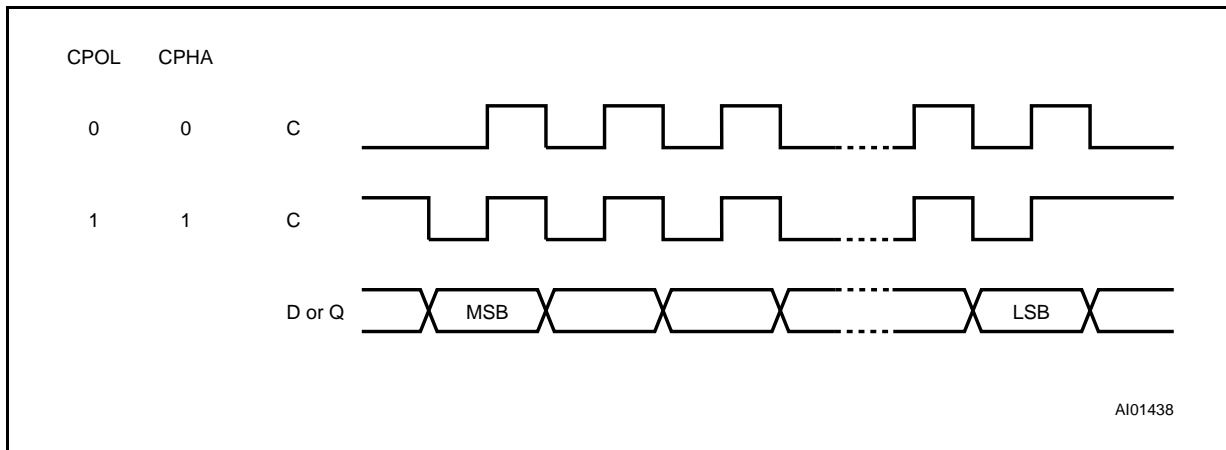 CPOL CPHA
0 0 C
1 1 C
D or Q MSB LSB
AI01438